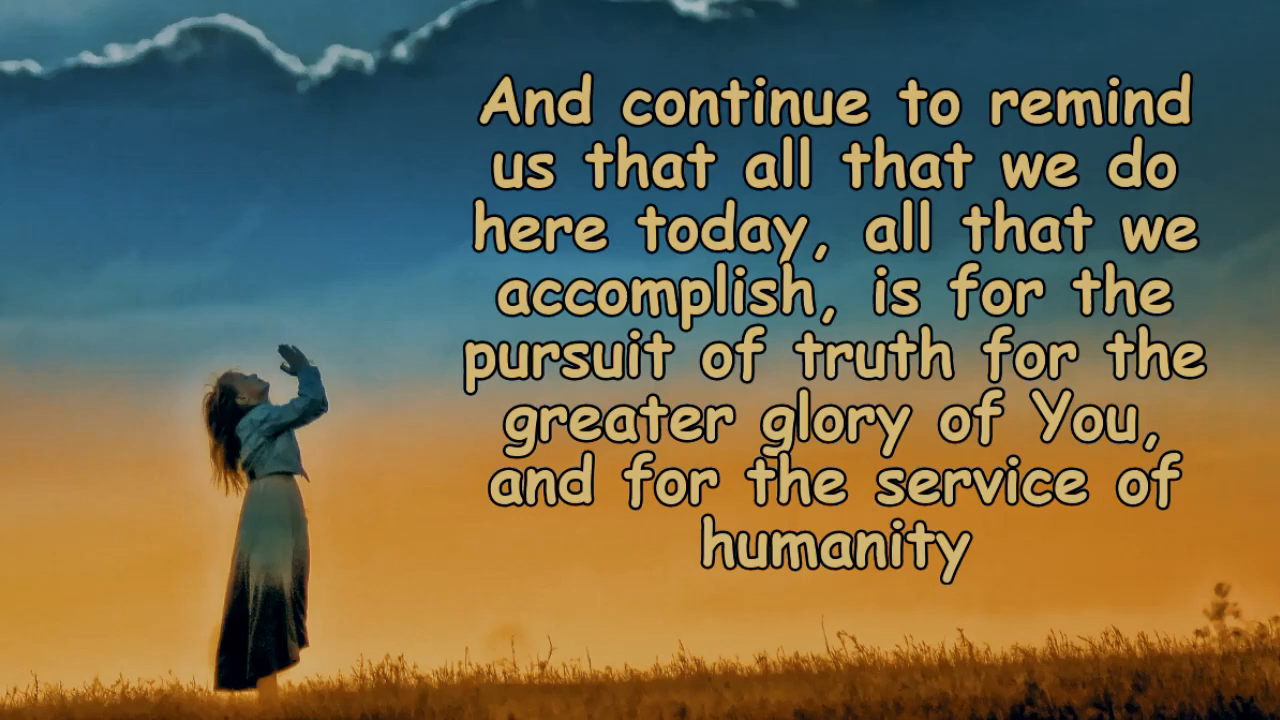 And continue to remind
us that all that we do
here today, all that we
accomplish, is for the
pursuit of truth for the
greater glory of You,
and for the service of
humanity